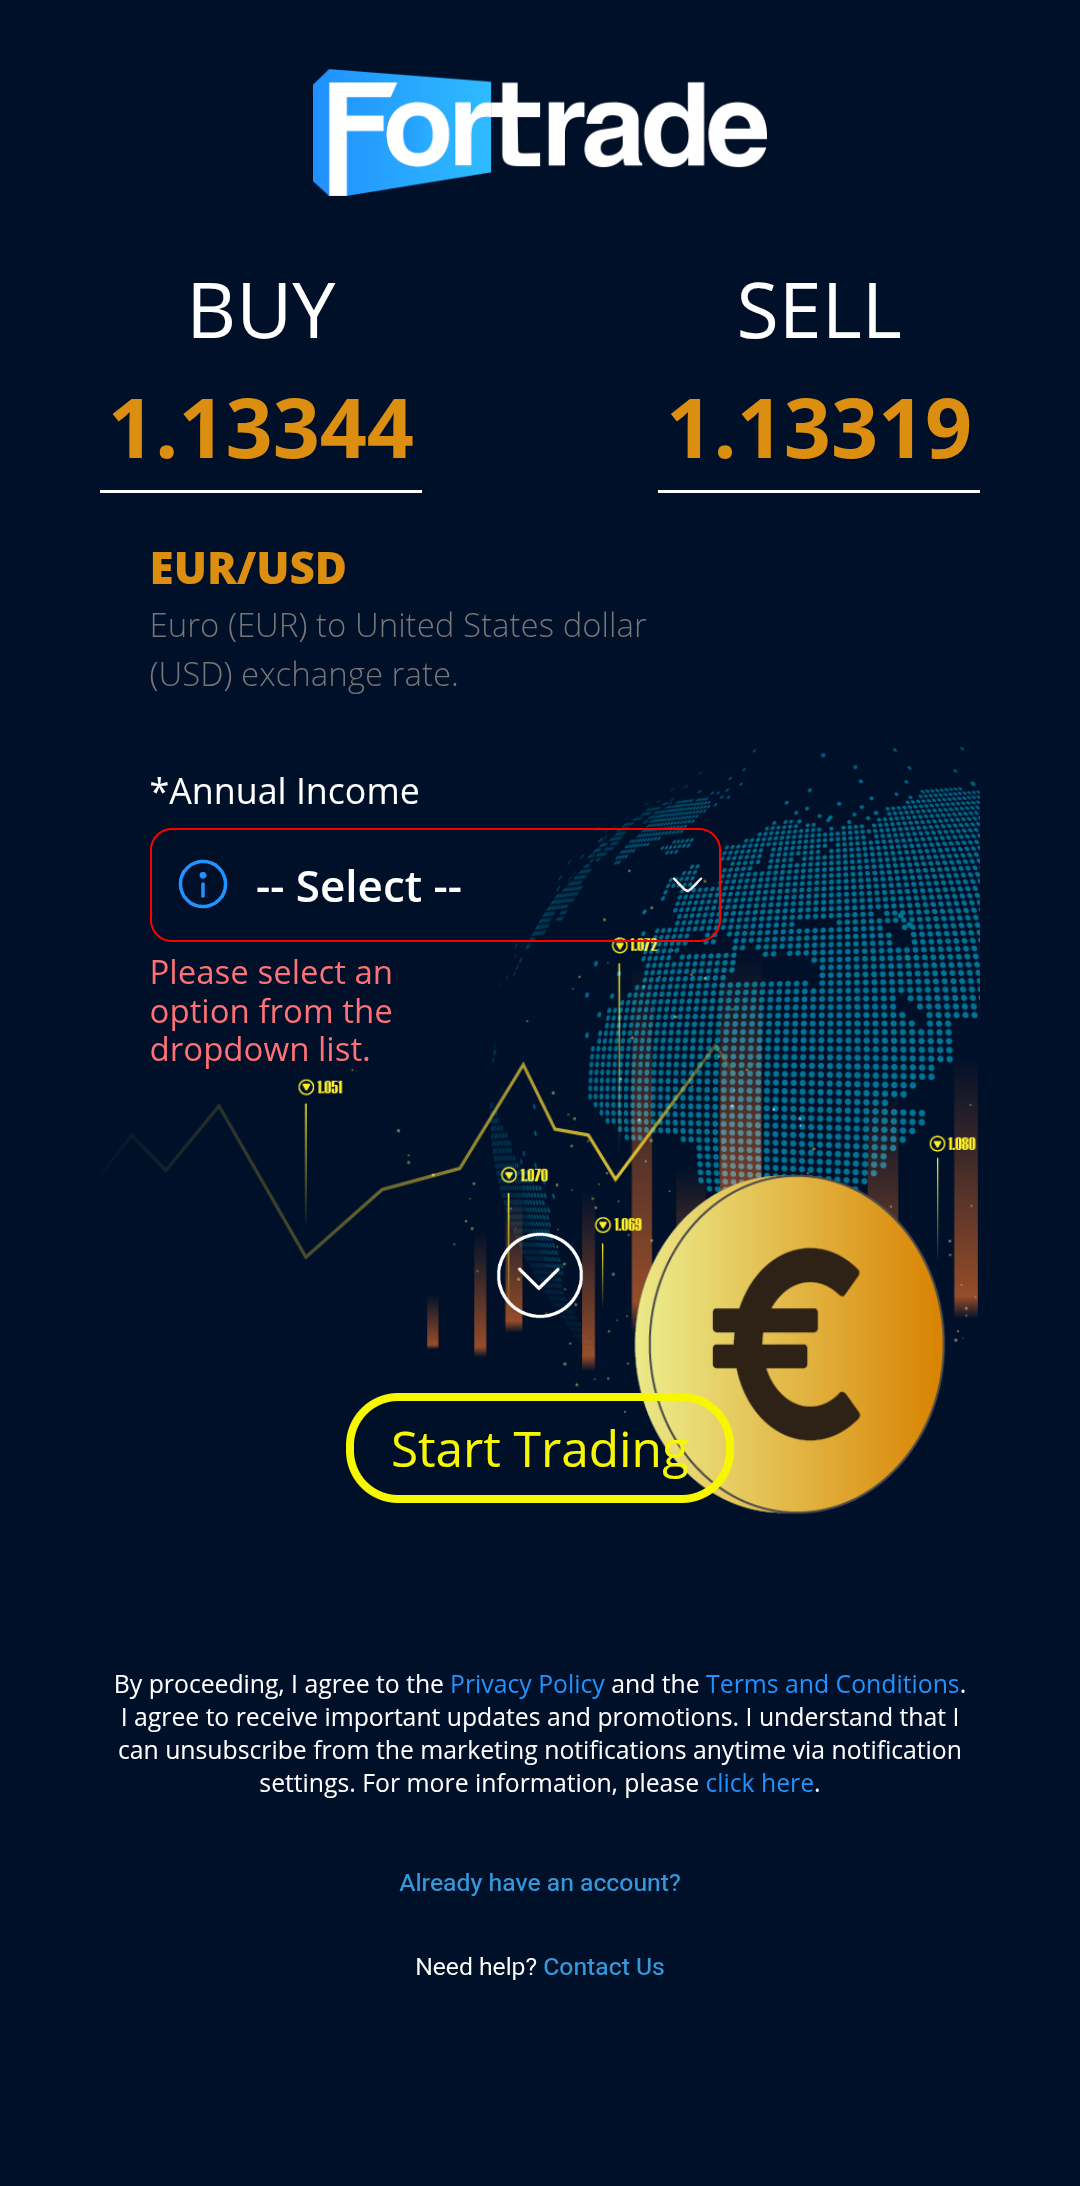 Fortrade
BUY
SELL
1.13344
1.13319
EUR/USD
Euro (EUR) to United States dollar
(USD) exchange rate.
*Annual Income
-- Select --
1.072
Please select an
option from the
dropdown list.
1.051
1.080
1.070
1.069
€
Start Trading
By proceeding, I agree to the Privacy Policy and the Terms and Conditions.
I agree to receive important updates and promotions. I understand that I
can unsubscribe from the marketing notifications anytime via notification
settings. For more information, please click here.
Already have an account?
Need help? Contact Us